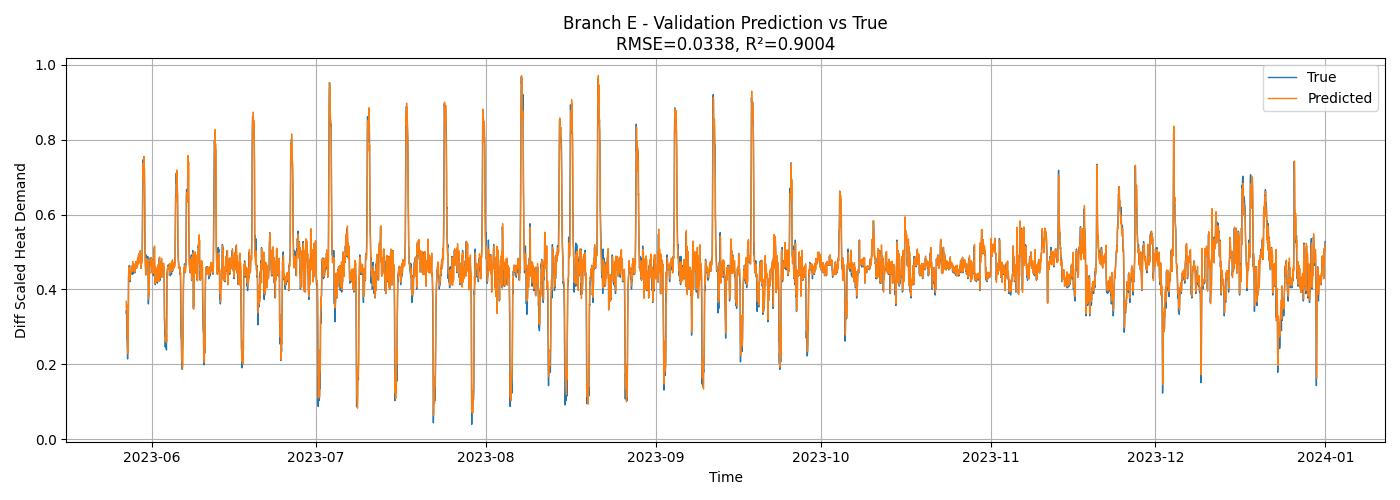 Branch E - Validation Prediction vs True
RMSE=0.0338, R²=0.9004
True
Predicted
Diff Scaled Heat Demand
1.0
0.8
0.6
0.4
0.2
0.0
2023-06
2023-07
2023-08
2023-09
2023-10
2023-11
2023-12
2024-01
Time